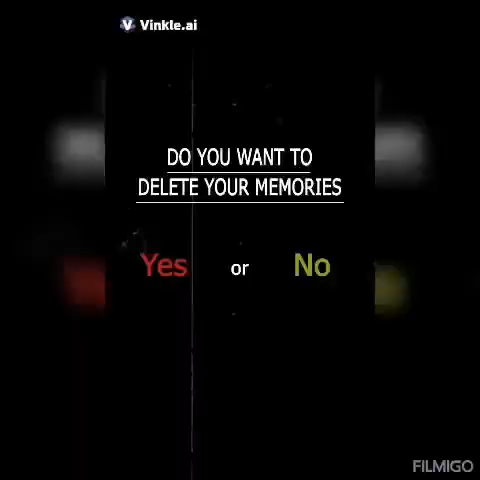 Vinkle.ai
DO YOU WANT TO
DELETE YOUR MEMORIES
Yes or No
FILMIGO